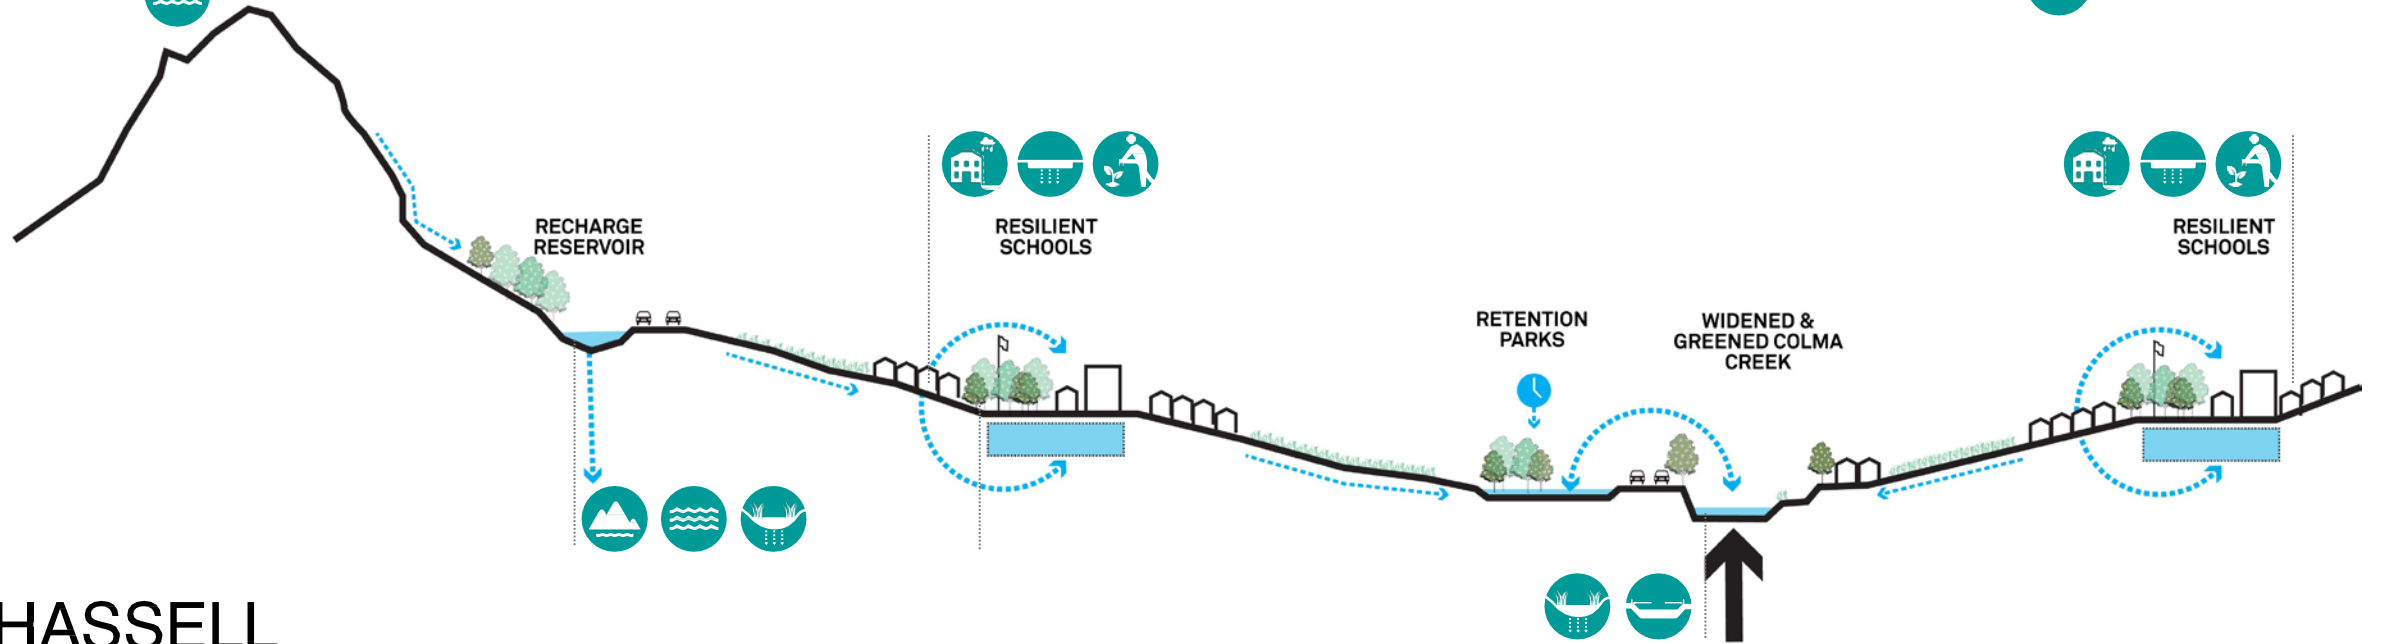 RECHARGE
RESERVOIR
RESILIENT
SCHOOLS
RETENTION
PARKS
WIDENED &
GREENED COLMA
CREEK
RESILIENT
SCHOOLS
HASSELL